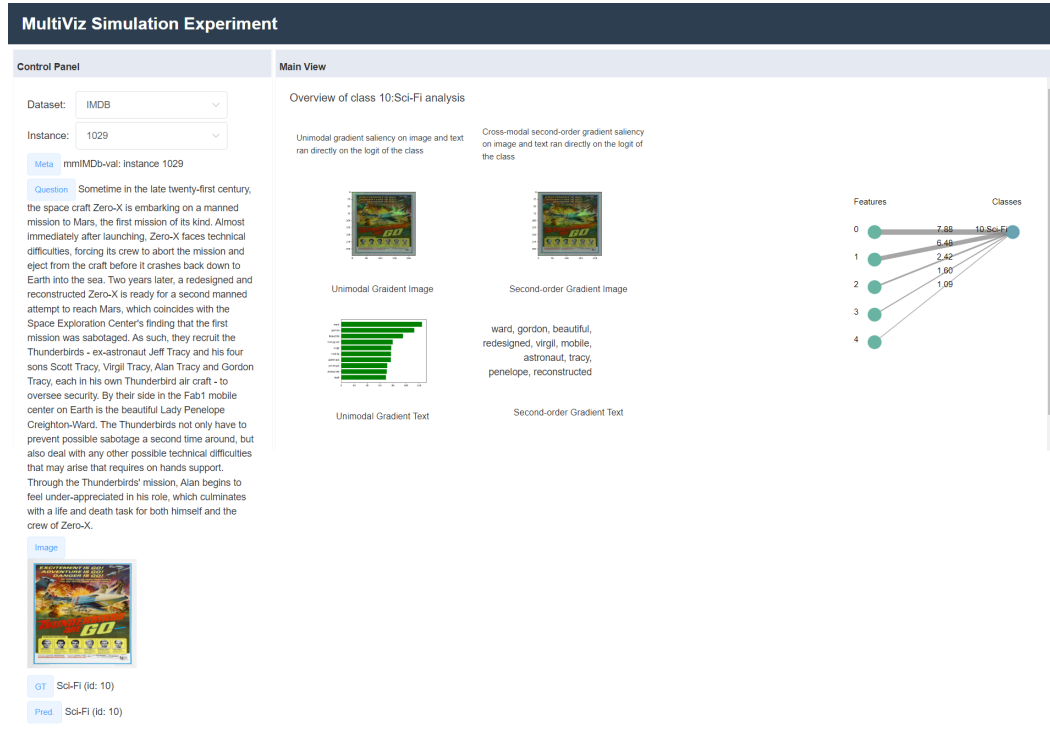 MultiViz Simulation Experiment
Control Panel
Dataset: IMDB
Instance: 1029
Meta mmIMDb-val: instance 1029
Question Sometime in the late twenty-first century,
the space craft Zero-X is embarking on a manned
mission to Mars, the first mission of its kind. Almost
immediately after launching, Zero-X faces technical
difficulties, forcing its crew to abort the mission and
eject from the craft before it crashes back down to
Earth into the sea. Two years later, a redesigned and
reconstructed Zero-X is ready for a second manned
attempt to reach Mars, which coincides with the
Space Exploration Center's finding that the first
mission was sabotaged. As such, they recruit the
Thunderbirds - ex-astronaut Jeff Tracy and his four
sons Scott Tracy, Virgil Tracy, Alan Tracy and Gordon
Tracy, each in his own Thunderbird air craft - to
oversee security. By their side in the Fab1 mobile
center on Earth is the beautiful Lady Penelope
Creighton-Ward. The Thunderbirds not only have to
prevent possible sabotage a second time around, but
also deal with any other possible technical difficulties
that may arise that requires on hands support.
Through the Thunderbirds' mission, Alan begins to
feel under-appreciated in his role, which culminates
with a life and death task for both himself and the
crew of Zero-X.
Image
EXCITEMENT IS GO!
ADVENTURE IS GO!
DANGER IS GO!
GO
GT Sci-Fi (id: 10)
Pred. Sci-Fi (id: 10)
Main View
Overview of class 10:Sci-Fi analysis
Unimodal gradient saliency on image and text
ran directly on the logit of the class
Cross-modal second-order gradient saliency
on image and text ran directly on the logit of
the class
Unimodal Graident Image
Second-order Gradient Image
ward, gordon, beautiful,
redesigned, virgil, mobile,
astronaut, tracy,
penelope, reconstructed
Unimodal Gradient Text
Second-order Gradient Text
Features Classes
0 7.88 10.Sci-Fi
6.48
1 2.42
1.60
2 1.09
3
4